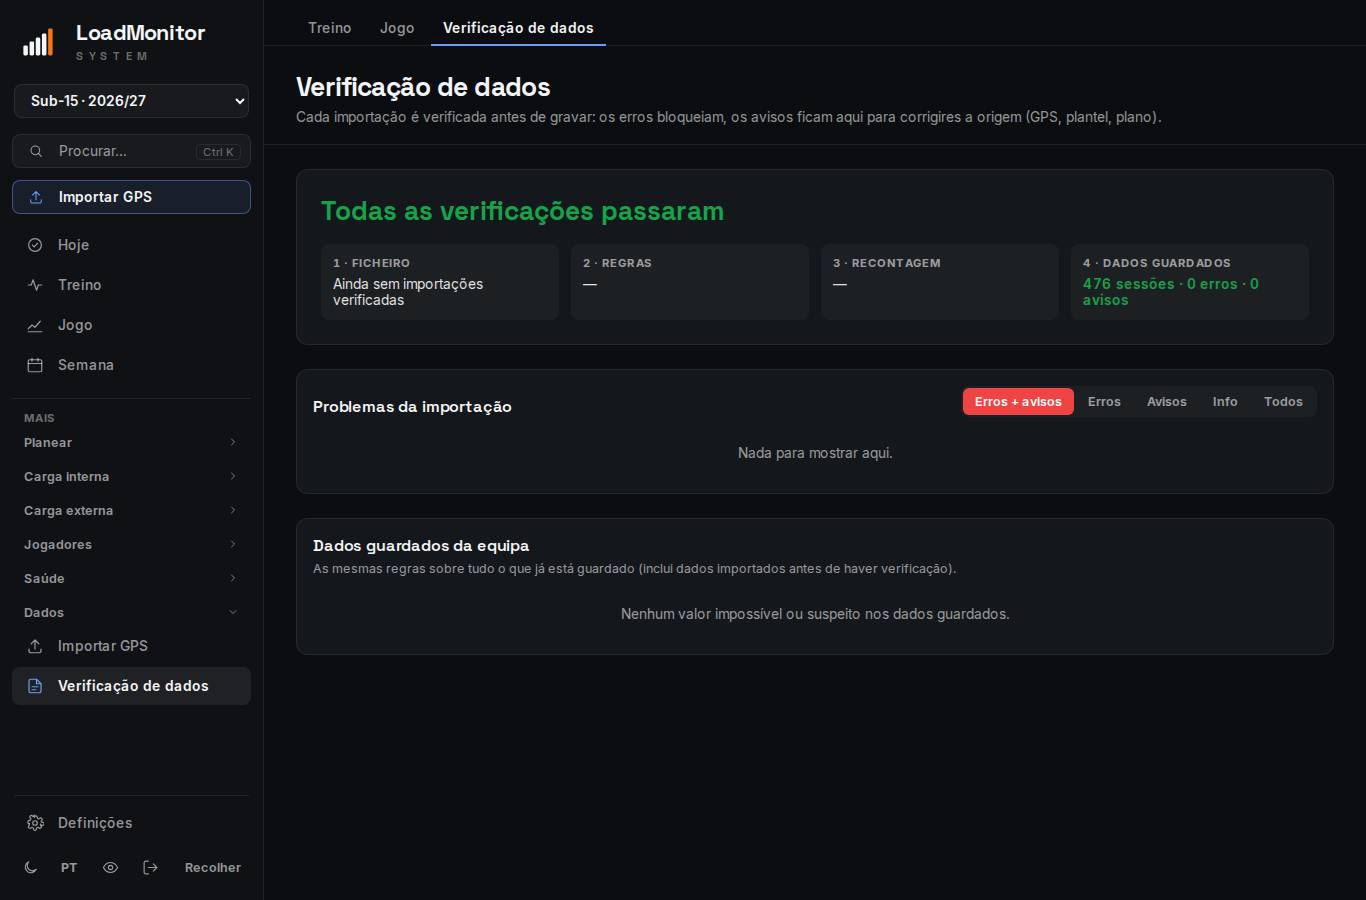 LoadMonitor
SYSTEM
Sub-15 · 2026/27
Procurar...
Ctrl K
Importar GPS
Hoje
Treino
Jogo
Semana
MAIS
Planear
Carga interna
Carga externa
Jogadores
Saúde
Dados
Importar GPS
Verificação de dados
Definições
PT
Recolher
Treino
Jogo
Verificação de dados
Verificação de dados
Cada importação é verificada antes de gravar: os erros bloqueiam, os avisos ficam aqui para corrigires a origem (GPS, plantel, plano).
Todas as verificações passaram
1 · FICHEIRO
Ainda sem importações
verificadas
2 · REGRAS
—
3 · RECONTAGEM
—
4 · DADOS GUARDADOS
476 sessões · 0 erros · 0
avisos
Problemas da importação
Erros + avisos
Erros
Avisos
Info
Todos
Nada para mostrar aqui.
Dados guardados da equipa
As mesmas regras sobre tudo o que já está guardado (inclui dados importados antes de haver verificação).
Nenhum valor impossível ou suspeito nos dados guardados.